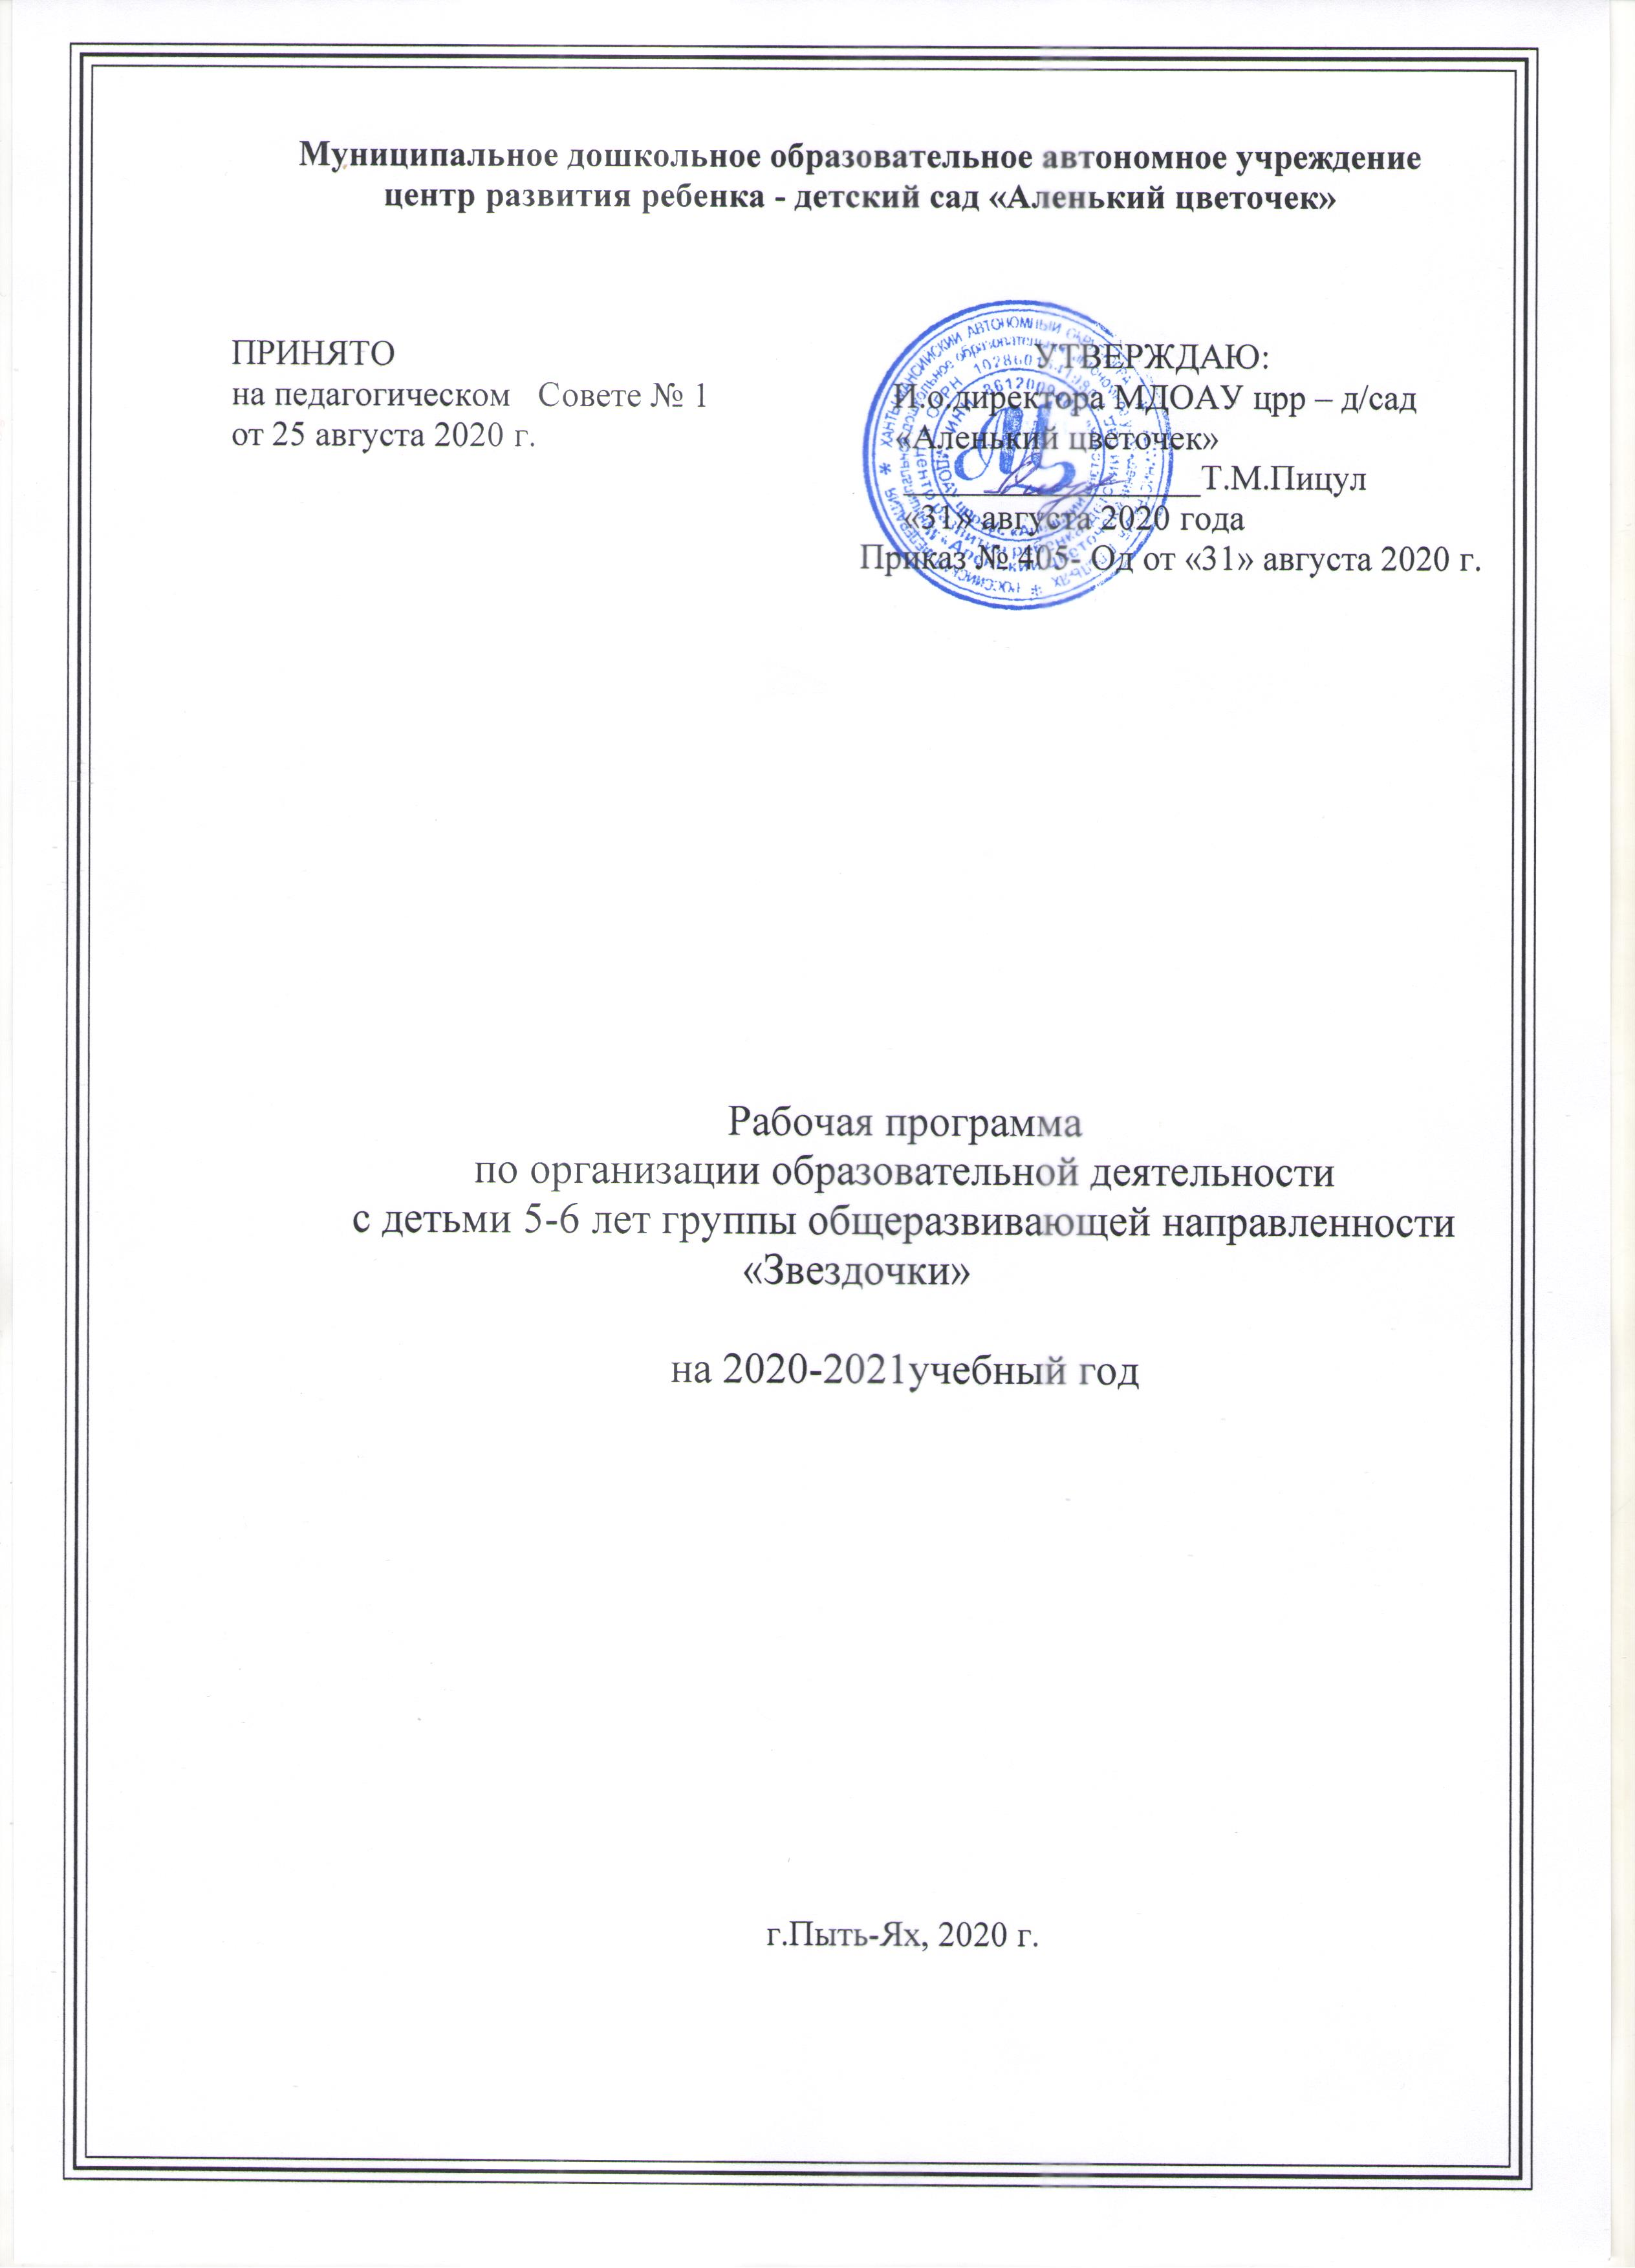 Муниципальное дошкольное образовательное автономное учреждение
центр развития ребенка - детский сад «Аленький цветочек»
ПРИНЯТО
на педагогическом Совете № 1
от 25 августа 2020 г.
УТВЕРЖДАЮ:
И.о.директора МДОАУ црр – д/сад
«Аленький цветочек»
_________________Т.М.Пицул
«31» августа 2020 года
Приказ № 405- Од от «31» августа 2020 г.
Рабочая программа
по организации образовательной деятельности
с детьми 5-6 лет группы общеразвивающей направленности
«Звездочки»
на 2020-2021учебный год
г.Пыть-Ях, 2020 г.